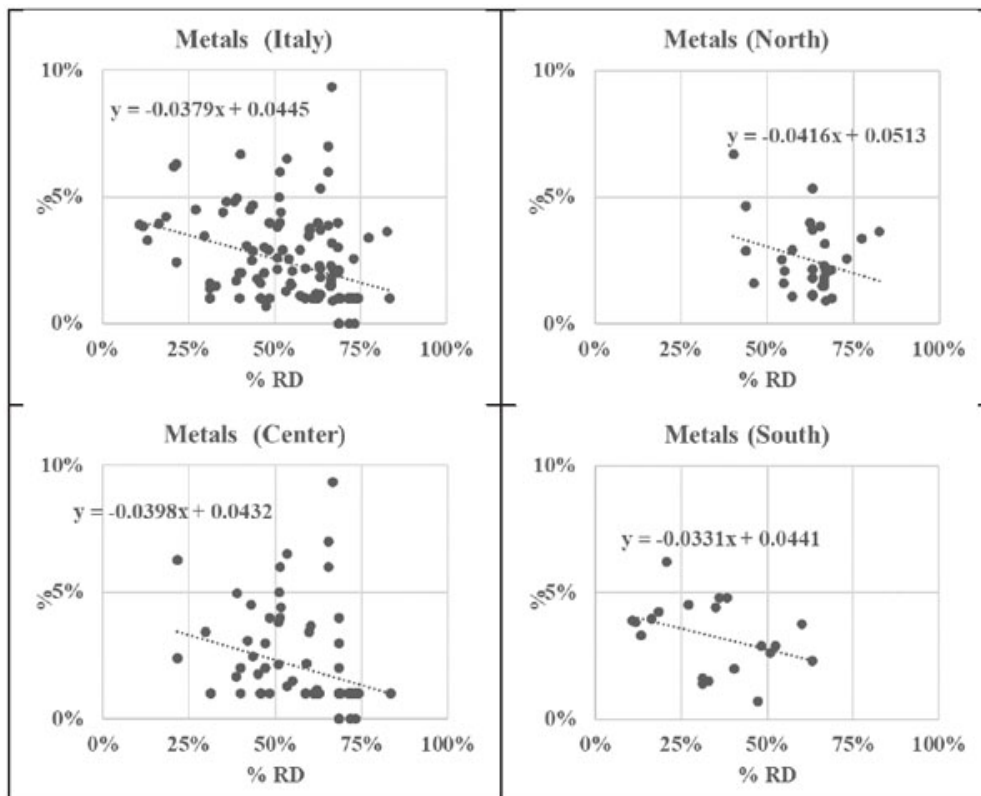 Metals (Italy)
10%
y = -0.0379x + 0.0445
%
5%
0%
0% 25% 50% 75% 100%
% RD
Metals (North)
10%
y = -0.0416x + 0.0513
%
5%
0%
0% 25% 50% 75% 100%
% RD
Metals (Center)
10%
y = -0.0398x + 0.0432
%
5%
0%
0% 25% 50% 75% 100%
% RD
Metals (South)
10%
y = -0.0331x + 0.0441
%
5%
0%
0% 25% 50% 75% 100%
% RD